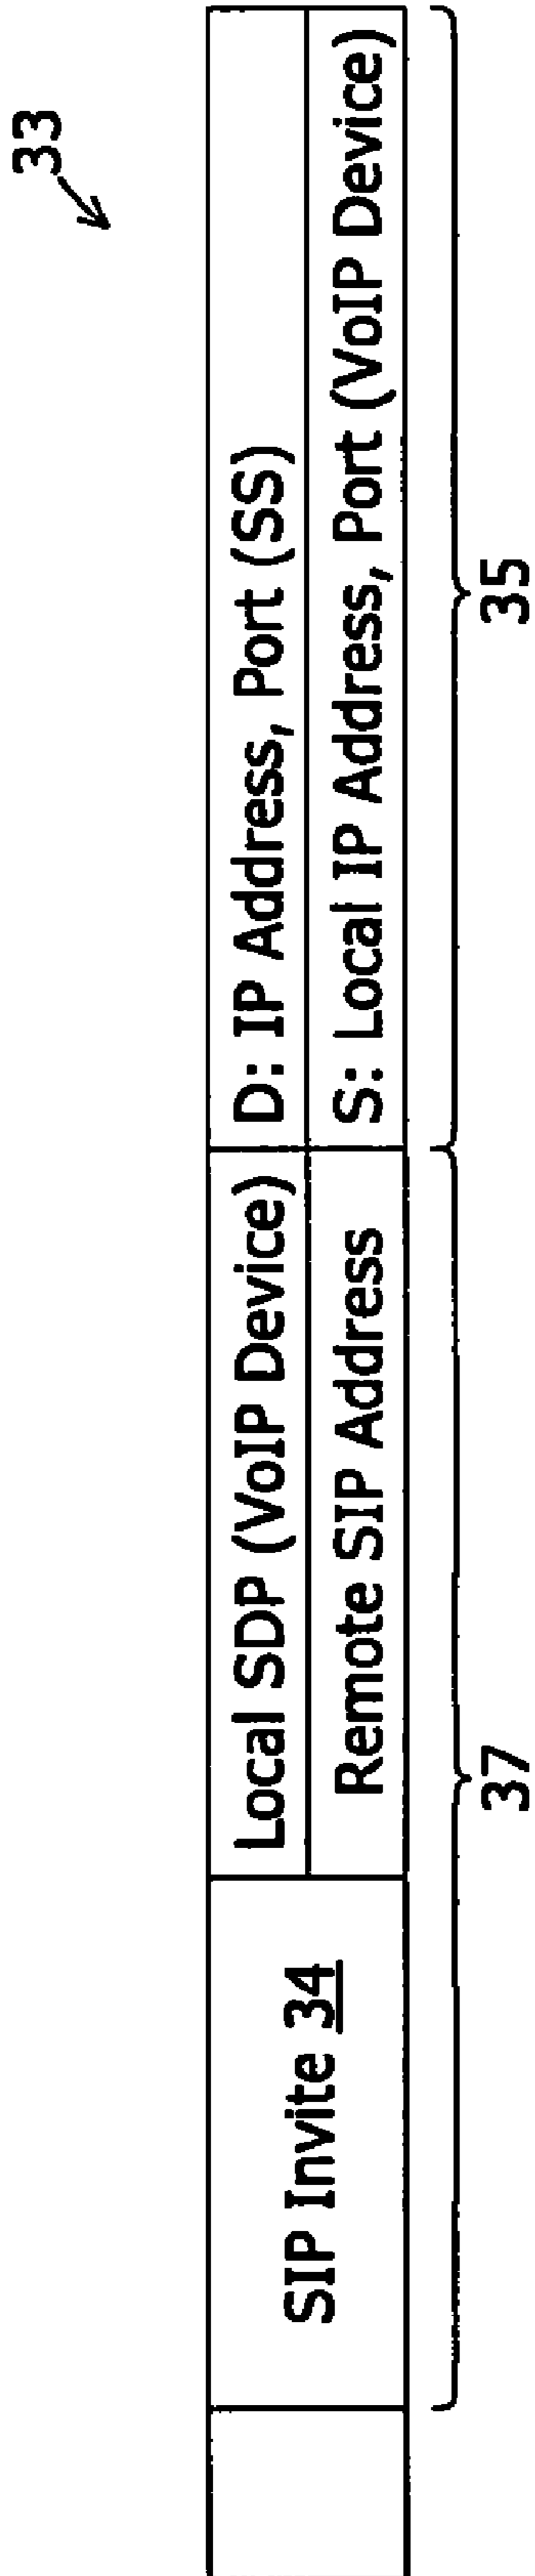 33
SIP Invite 34
Local SDP (VoIP Device)
D: IP Address, Port (SS)
Remote SIP Address
S: Local IP Address, Port (VoIP Device)
37
35